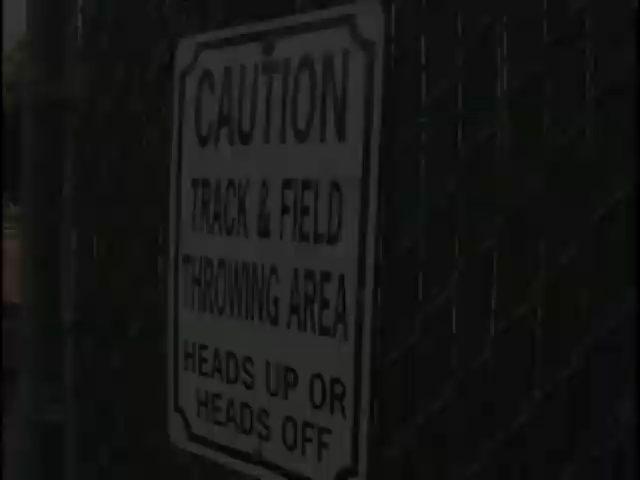 CAUTION
TRACK & FIELD
THROWING AREA
HEADS UP OR
HEADS OFF